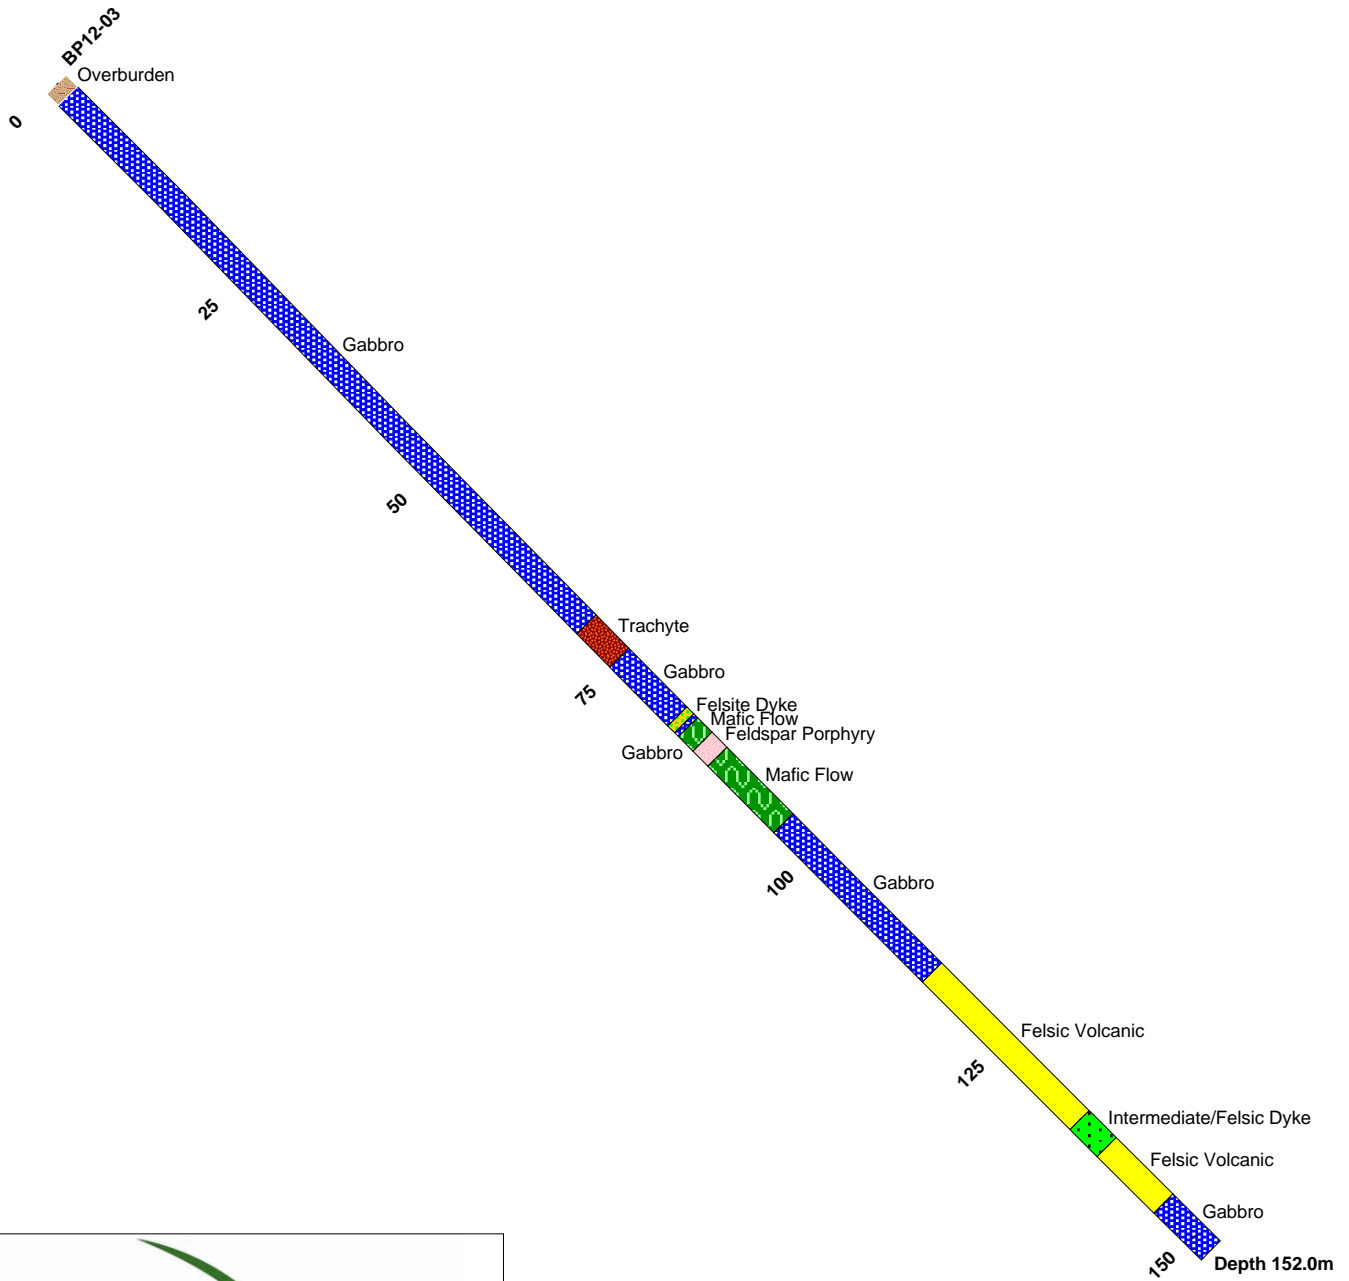 BP12-03
Overburden
0
25
Gabbro
50
Trachyte
Gabbro
75
Felsite Dyke
Mafic Flow
Feldspar Porphyry
Gabbro
Mafic Flow
100
Gabbro
Felsic Volcanic
125
Intermediate/Felsic Dyke
Felsic Volcanic
Gabbro
150
Depth 152.0m